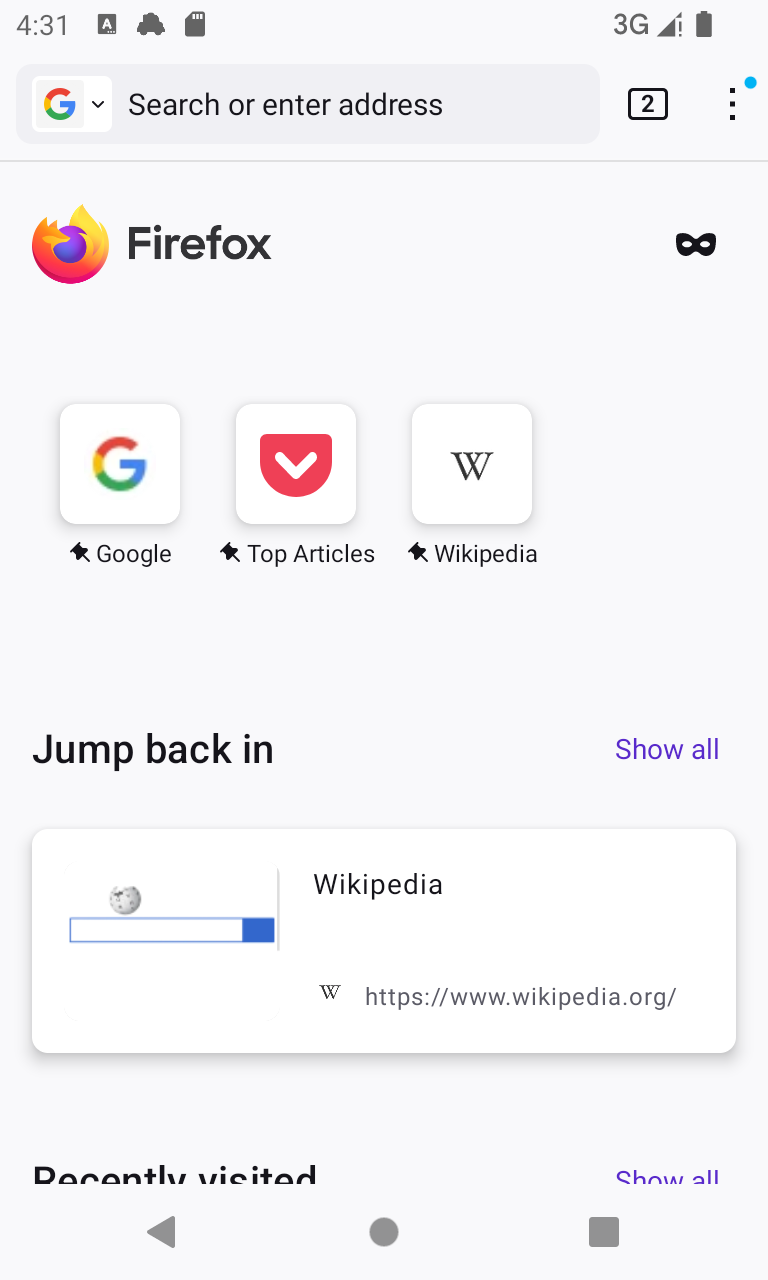 4:31
3G
Search or enter address
2
Firefox
Google
Top Articles
Wikipedia
Jump back in
Show all
Wikipedia
https://www.wikipedia.org/
Recently visited
Show all